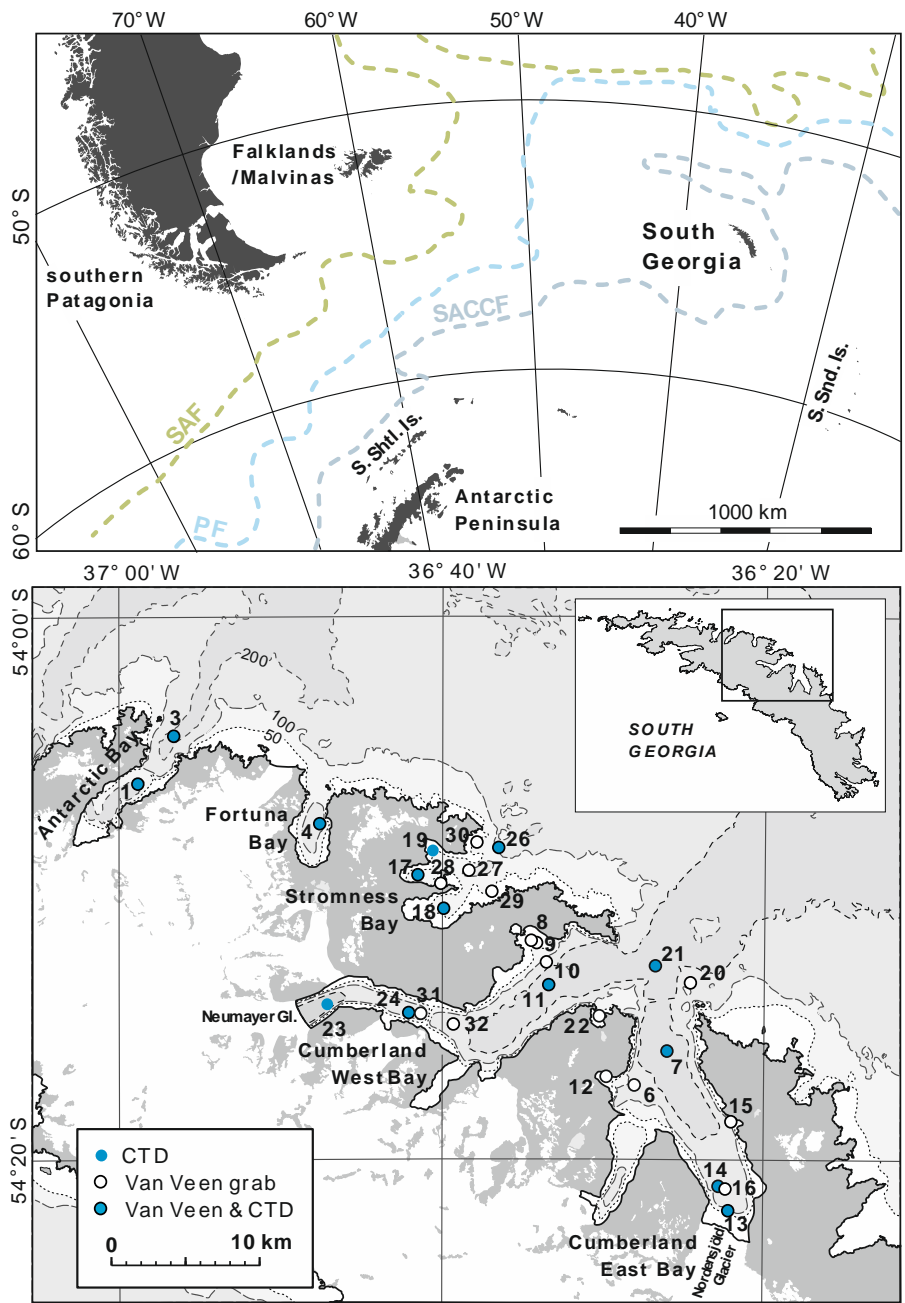 70°W 60°W 50°W 40°W
Falklands
/Malvinas
50° S
South
Georgia
southern
Patagonia
SACCF
S. Snd. Is.
SAF
S. Shtl. Is.
Antarctic
Peninsula
1000 km
PF
60° S
37° 00' W 36° 40' W 36° 20' W
54° 00' S
200
3
100
50
SOUTH
GEORGIA
Antarctic Bay
1
Fortuna
Bay
4
30
19
26
17
28
27
Stromness
Bay
18
29
8
9
10
21
20
11
24
31
Neumayer Gl.
23
32
22
Cumberland
West Bay
7
12
6
15
54° 20' S
CTD
Van Veen grab
Van Veen & CTD
0 10 km
14
16
13
Cumberland
East Bay
Nordensjöld
Glacier